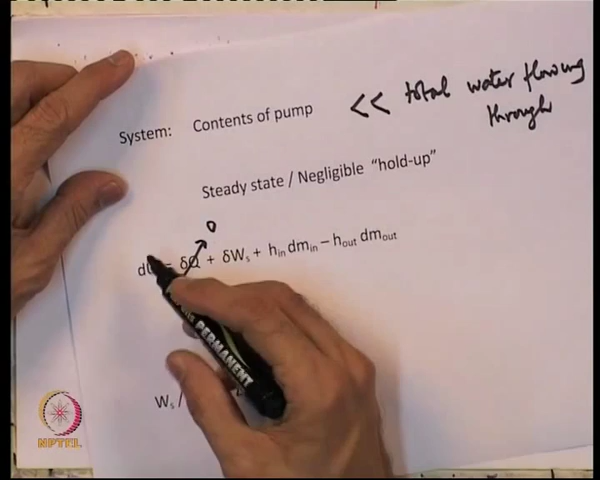 System: Contents of pump << total water flowing
through
Steady state / Negligible "hold-up"
0
δQ + δWs + hin dmin – hout dmout
Ws /
PERMANENT
NPTEL